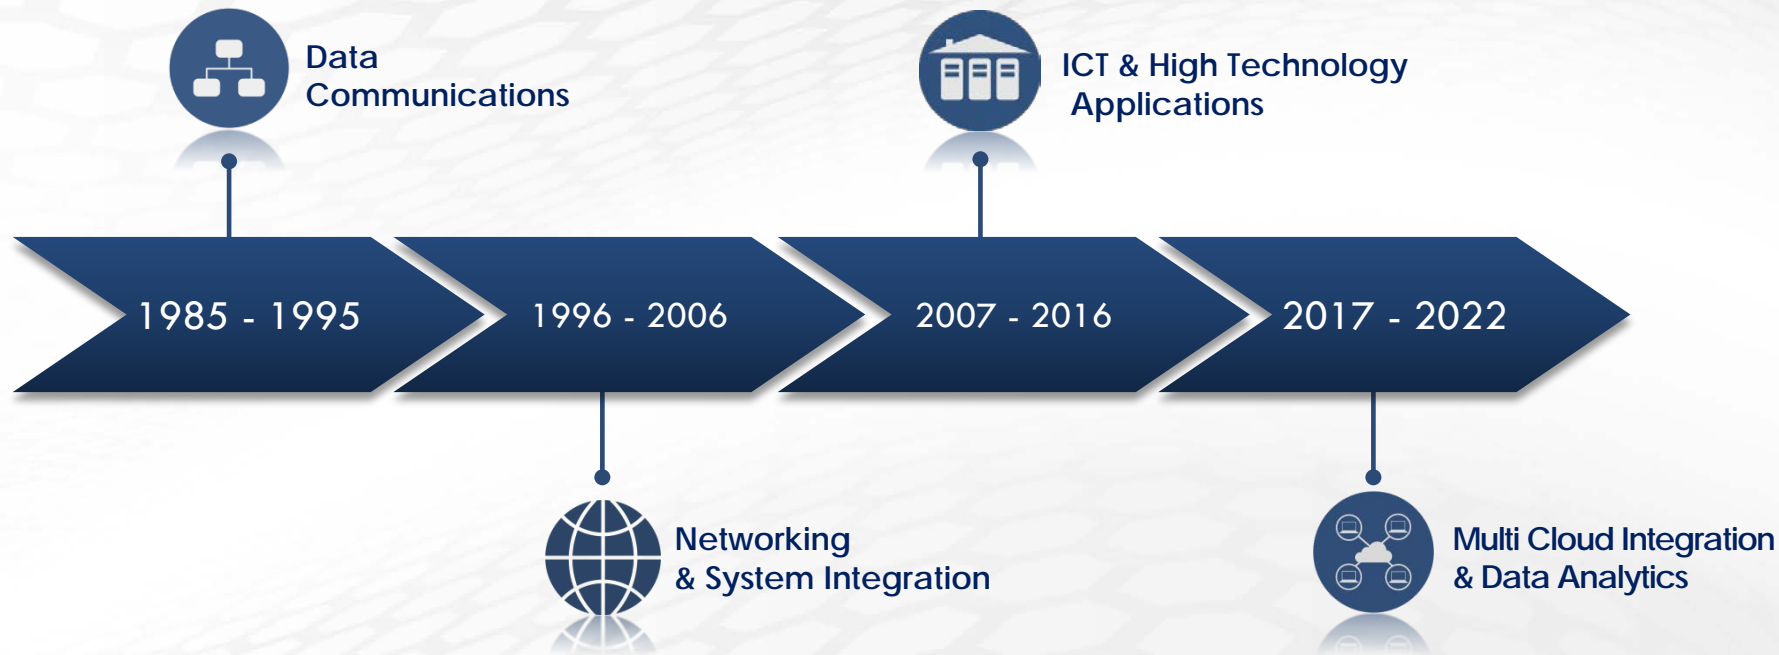 Data
Communications
ICT & High Technology
Applications
1985 - 1995
1996 - 2006
2007 - 2016
2017 - 2022
Networking
& System Integration
Multi Cloud Integration
& Data Analytics